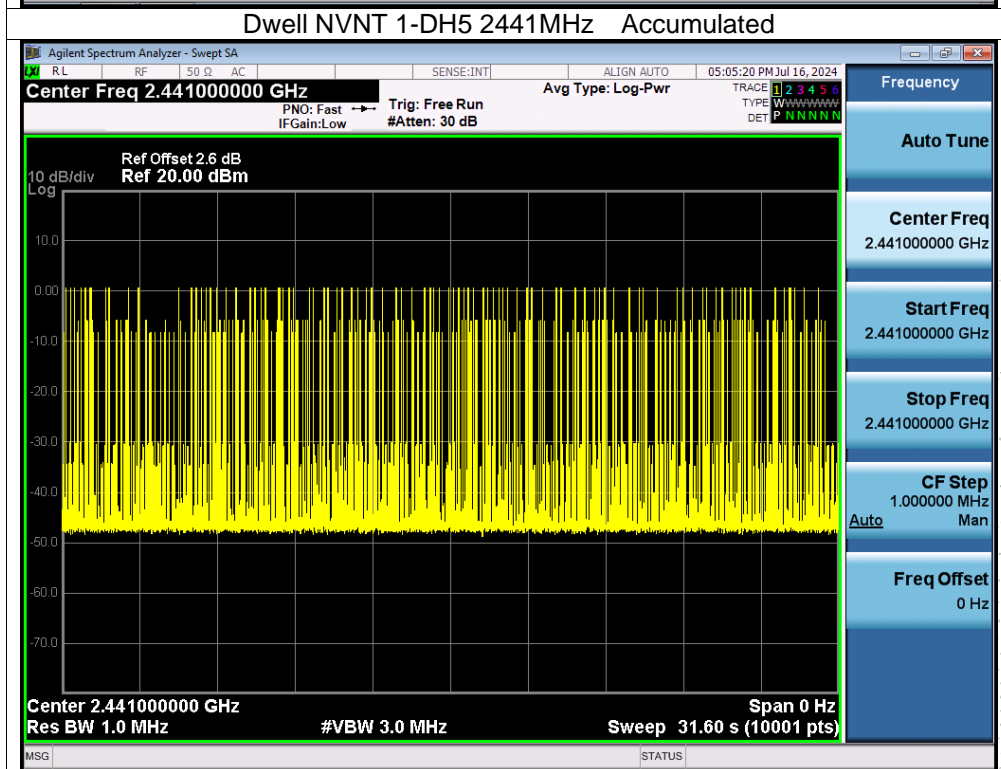 Dwell NVNT 1-DH5 2441MHz Accumulated
Agilent Spectrum Analyzer - Swept SA
LXI RL RF 50 Ω AC SENSE:INT ALIGN AUTO 05:05:20 PM Jul 16, 2024
Center Freq 2.441000000 GHz
PNO: Fast
IFGain:Low
Trig: Free Run
#Atten: 30 dB
Avg Type: Log-Pwr
TRACE 1 2 3 4 5 6
TYPE WWWWWWW
DET P N N N N N
Frequency
Ref Offset 2.6 dB
10 dB/div Ref 20.00 dBm
Log
10.0
0.00
-10.0
-20.0
-30.0
-40.0
-50.0
-60.0
-70.0
Center 2.441000000 GHz Span 0 Hz
Res BW 1.0 MHz #VBW 3.0 MHz Sweep 31.60 s (10001 pts)
Auto Tune
Center Freq
2.441000000 GHz
Start Freq
2.441000000 GHz
Stop Freq
2.441000000 GHz
CF Step
1.000000 MHz
Auto Man
Freq Offset
0 Hz
MSG STATUS